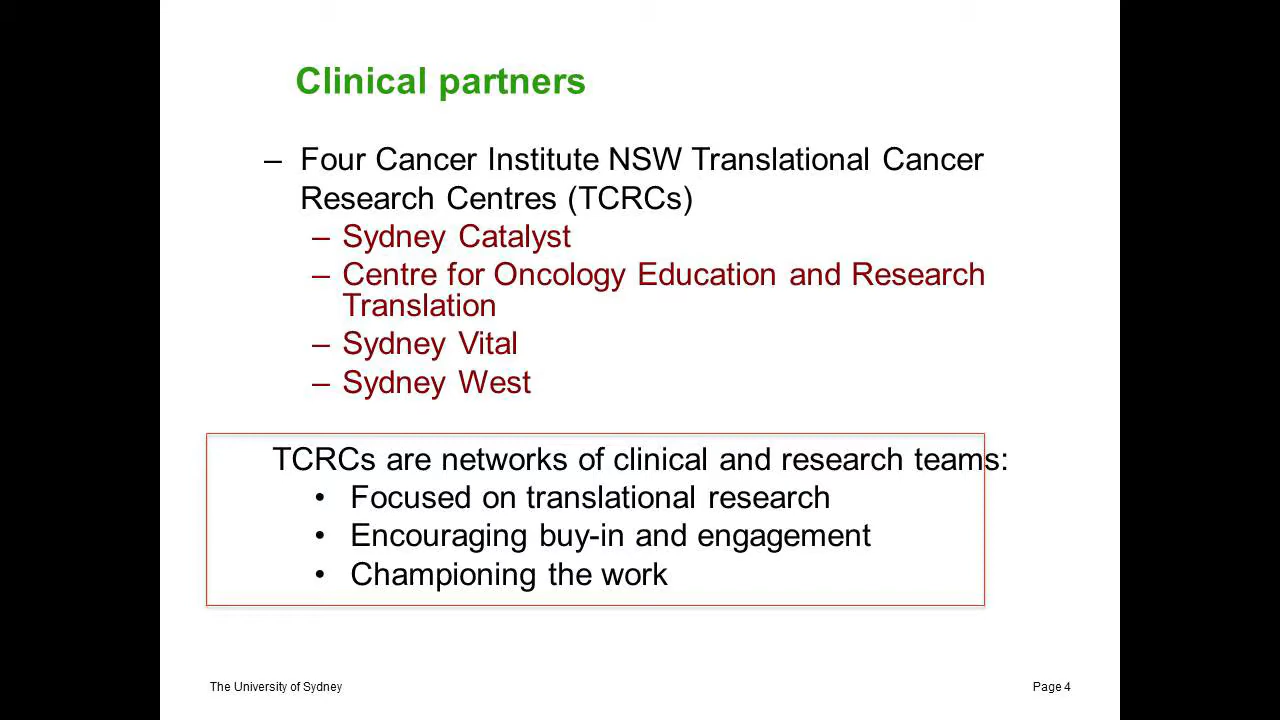 Clinical partners
– Four Cancer Institute NSW Translational Cancer
Research Centres (TCRCs)
– Sydney Catalyst
– Centre for Oncology Education and Research
Translation
– Sydney Vital
– Sydney West
TCRCs are networks of clinical and research teams:
• Focused on translational research
• Encouraging buy-in and engagement
• Championing the work
The University of Sydney
Page 4